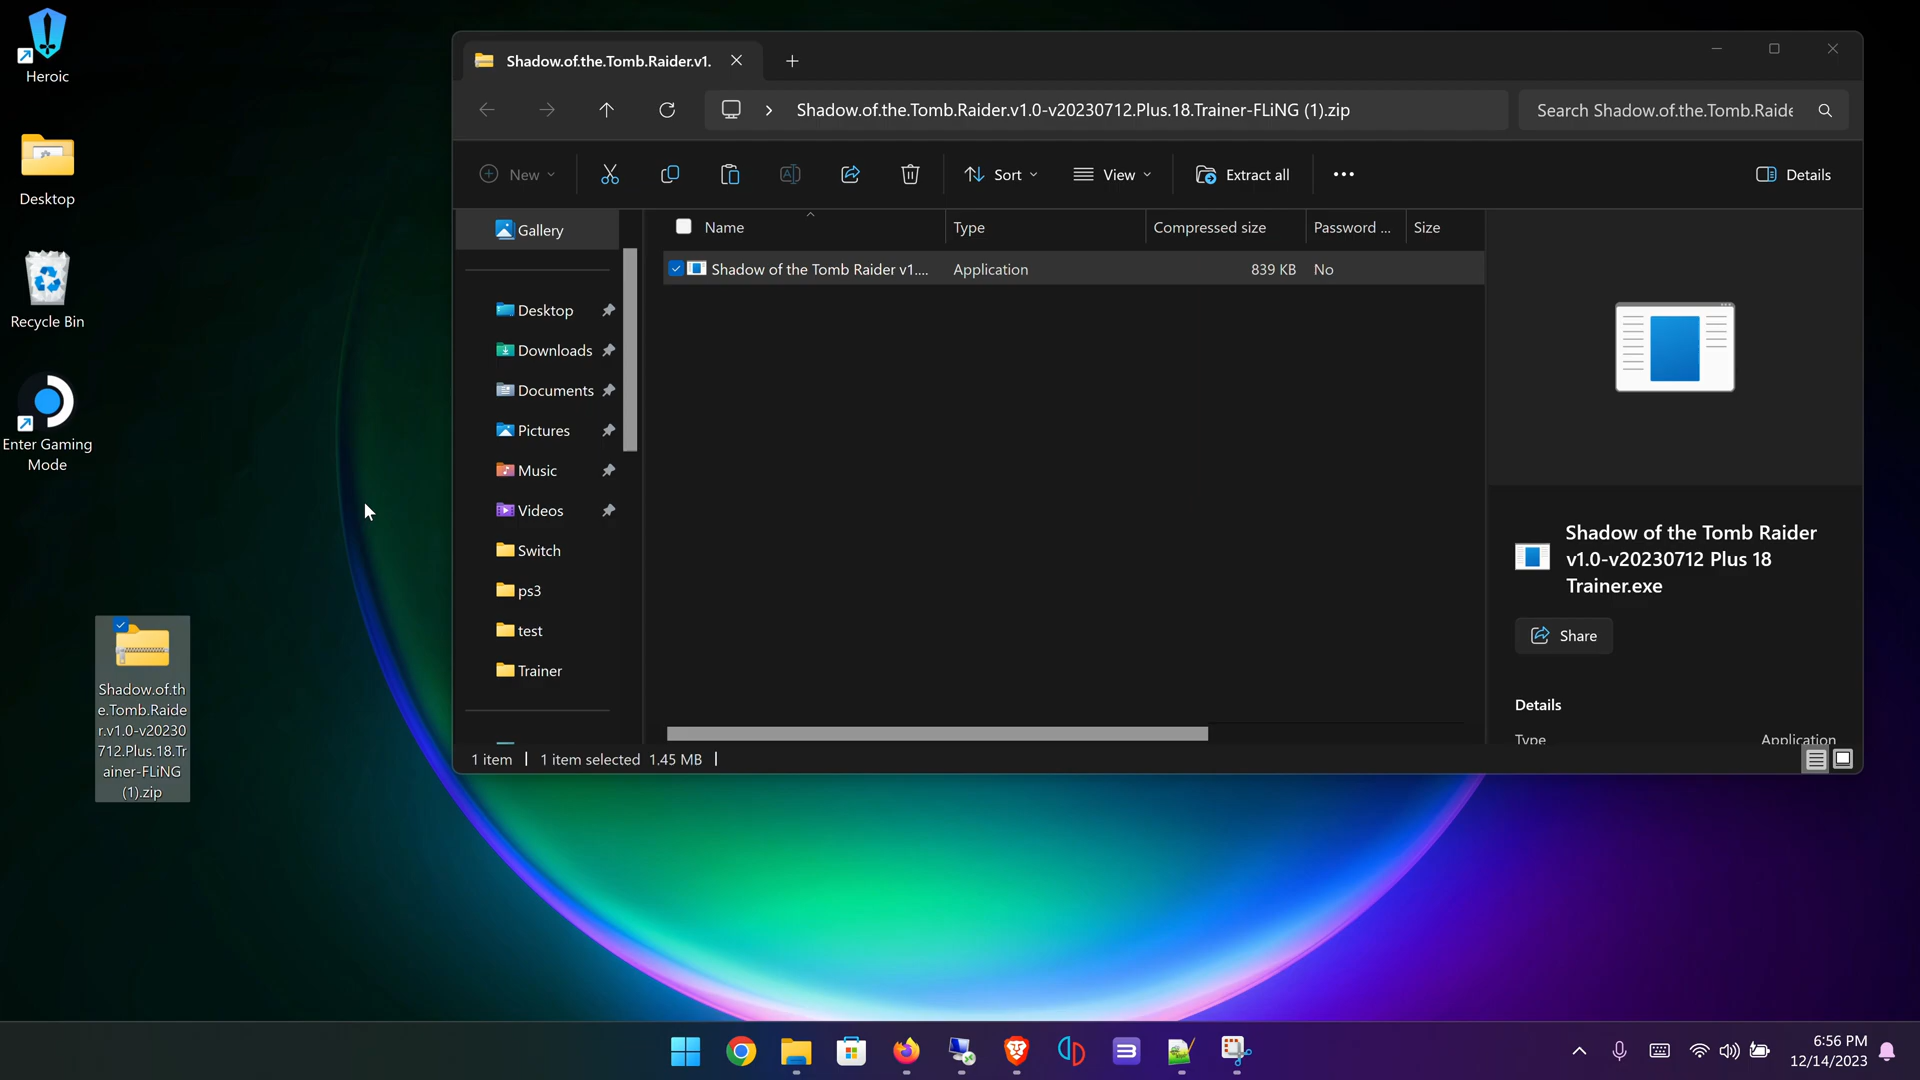 Heroic
Desktop
Recycle Bin
Enter Gaming
Mode
Shadow.of.th
e.Tomb.Raide
r.v1.0-v20230
712.Plus.18.Tr
ainer-FLiNG
(1).zip
Shadow.of.the.Tomb.Raider.v1.
Shadow.of.the.Tomb.Raider.v1.0-v20230712.Plus.18.Trainer-FLiNG (1).zip
Search Shadow.of.the.Tomb.Raide
New
Sort
View
Extract all
Details
Gallery
Desktop
Downloads
Documents
Pictures
Music
Videos
Switch
ps3
test
Trainer
Name Type Compressed size Password ... Size
Shadow of the Tomb Raider v1.... Application 839 KB No
Shadow of the Tomb Raider
v1.0-v20230712 Plus 18
Trainer.exe
Share
Details
Type Application
1 item 1 item selected 1.45 MB
6:56 PM
12/14/2023